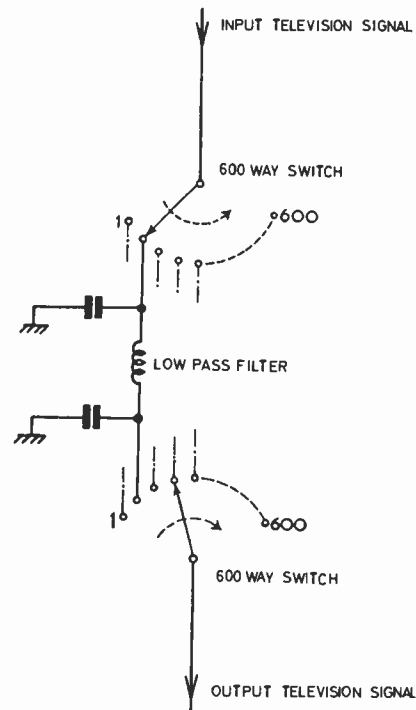 INPUT TELEVISION SIGNAL
600 WAY SWITCH
1
600
LOW PASS FILTER
1
600
600 WAY SWITCH
OUTPUT TELEVISION SIGNAL